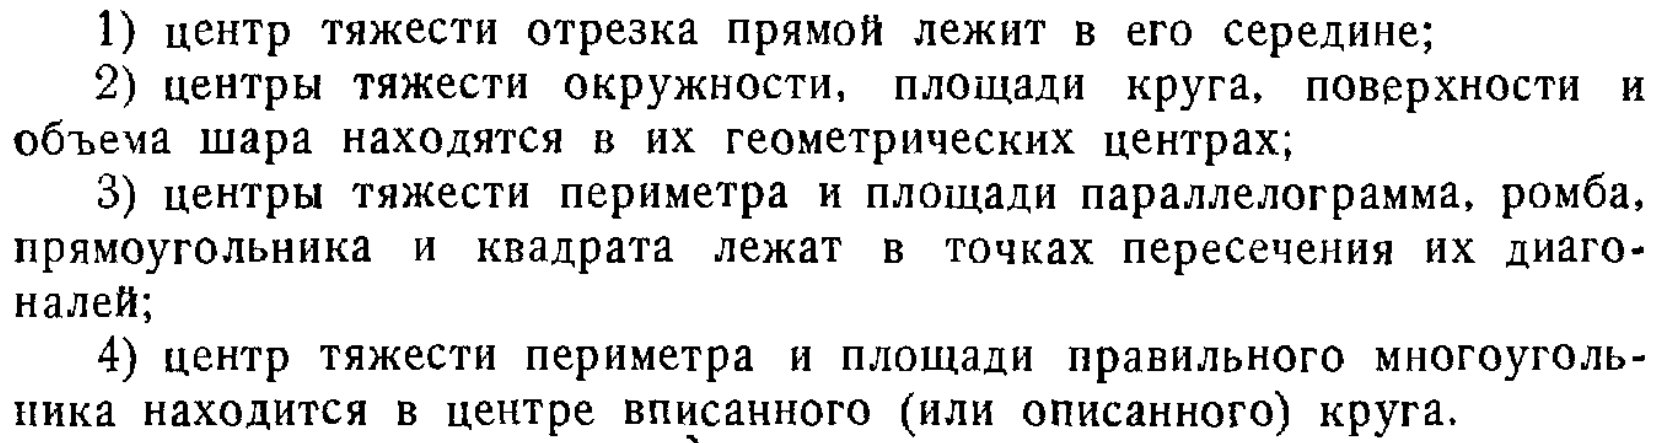 1) центр тяжести отрезка прямой лежит в его середине;
2) центры тяжести окружности, площади круга, поверхности и
объема шара находятся в их геометрических центрах;
3) центры тяжести периметра и площади параллелограмма, ромба,
прямоугольника и квадрата лежат в точках пересечения их диаго-
налей;
4) центр тяжести периметра и площади правильного многоуголь-
ника находится в центре вписанного (или описанного) круга.